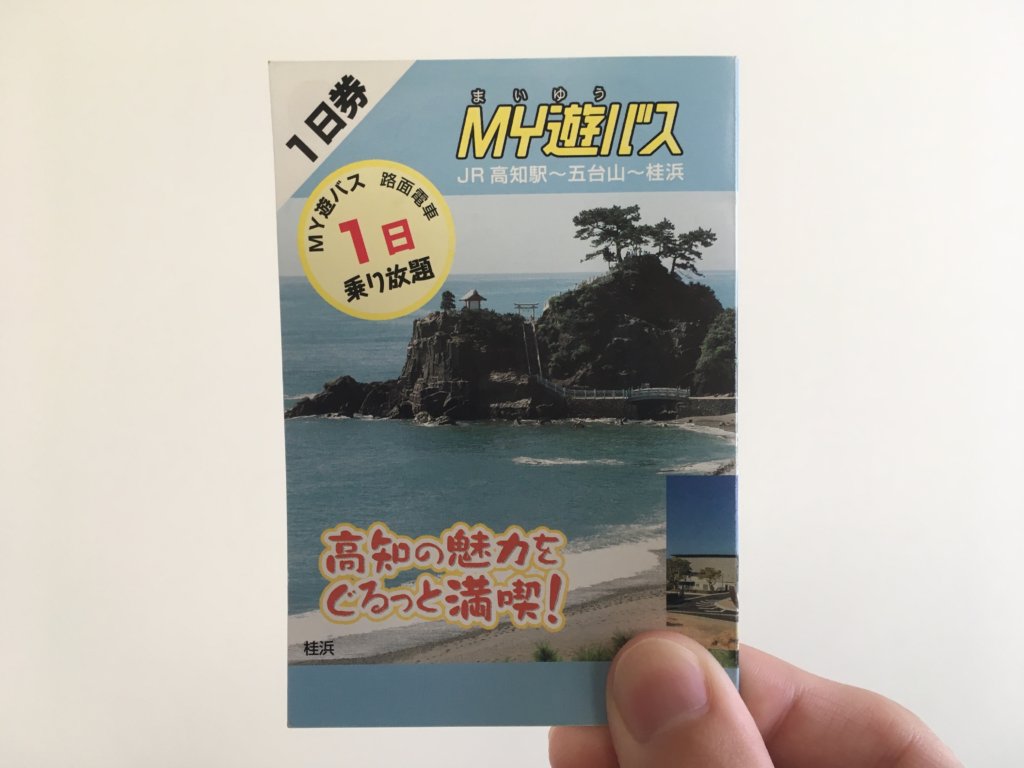 1日券
まいゆう
MY遊バス
JR高知駅〜五台山〜桂浜
MY遊バス 路面電車
1日
乗り放題
高知の魅力を
ぐるっと満喫!
桂浜